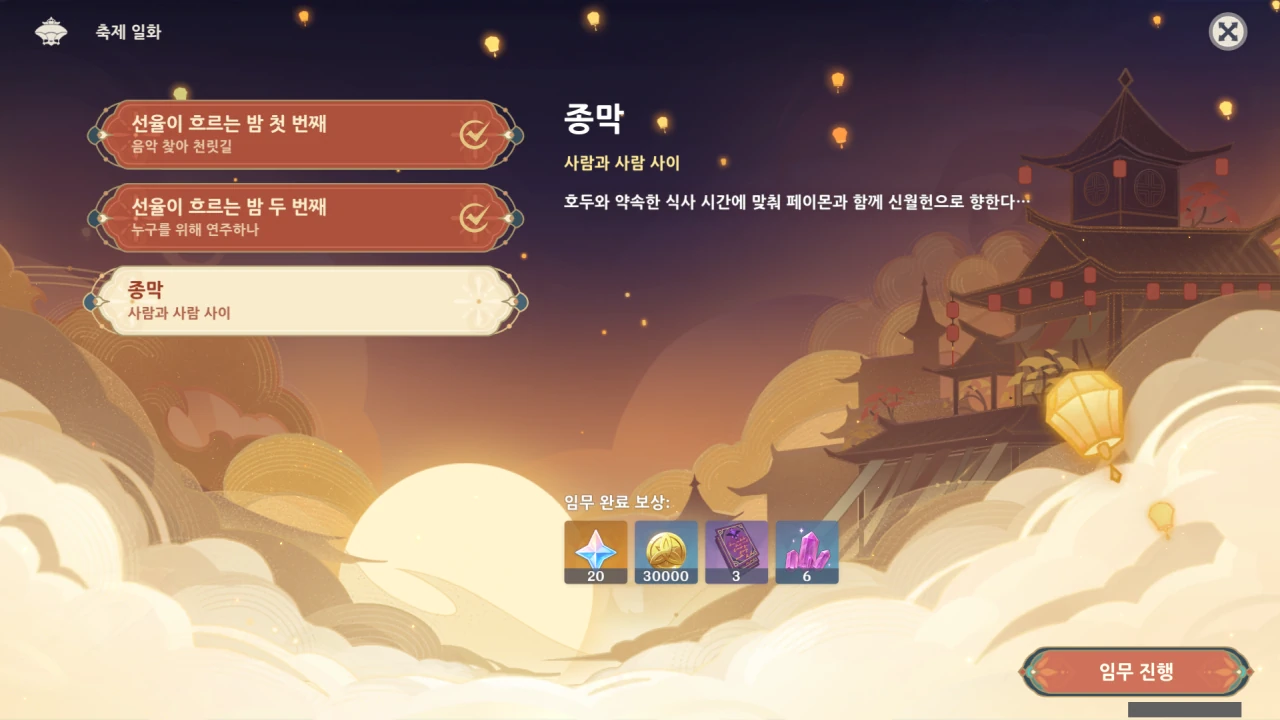 축제 일화
선율이 흐르는 밤 첫 번째
음악 찾아 천릿길
선율이 흐르는 밤 두 번째
누구를 위해 연주하나
종막
사람과 사람 사이
종막
사람과 사람 사이
호두와 약속한 식사 시간에 맞춰 페이몬과 함께 신월헌으로 향한다…
임무 완료 보상:
20
30000
3
6
임무 진행